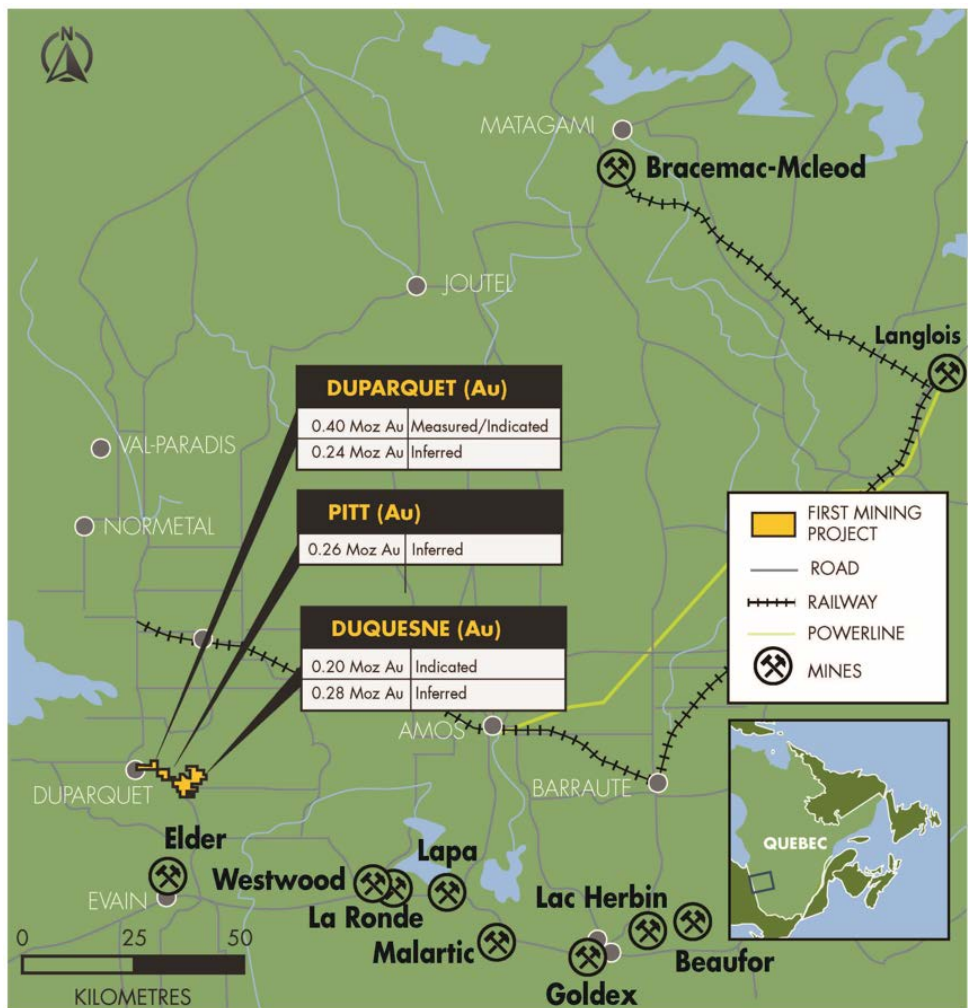 N
MATAGAMI
Bracemac-Mcleod
JOUTEL
Langlois
DUPARQUET (Au)
0.40 Moz Au Measured/Indicated
0.24 Moz Au Inferred
VAL-PARADIS
PITT (Au)
0.26 Moz Au Inferred
NORMETAL
FIRST MINING
PROJECT
ROAD
RAILWAY
POWERLINE
MINES
DUQUESNE (Au)
0.20 Moz Au Indicated
0.28 Moz Au Inferred
AMOS
DUPARQUET
BARRAUTE
QUEBEC
Elder
Westwood
Lapa
La Ronde
EVAIN
Lac Herbin
Malartic
Beaufor
Goldex
0 25 50
KILOMETRES